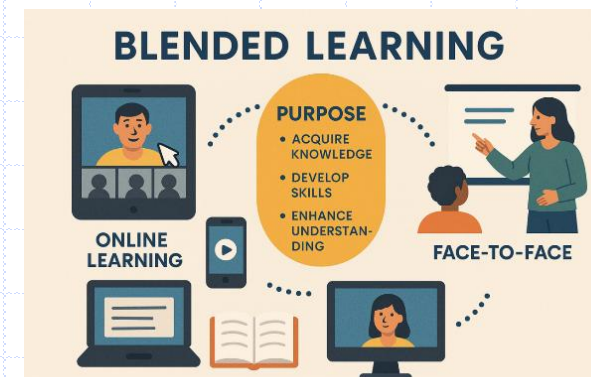 BLENDED LEARNING
PURPOSE
• ACQUIRE
KNOWLEDGE
• DEVELOP
SKILLS
• ENHANCE
UNDERSTAN-
DING
ONLINE
LEARNING
FACE-TO-FACE